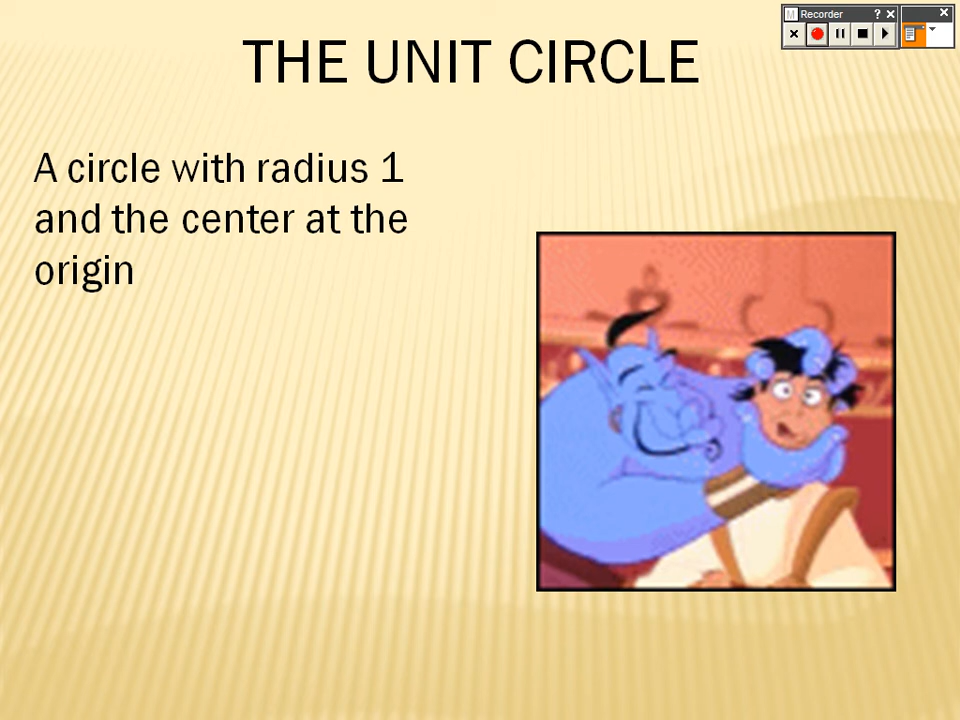 Recorder
THE UNIT CIRCLE
A circle with radius 1
and the center at the
origin